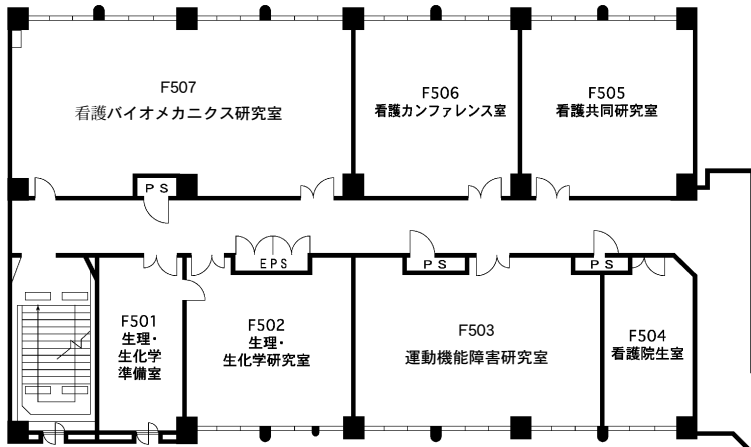 F507
看護バイオメカニクス研究室
F506
看護カンファレンス室
F505
看護共同研究室
PS
EPS
PS
PS
F501
生理・
生化学
準備室
F502
生理・
生化学研究室
F503
運動機能障害研究室
F504
看護院生室